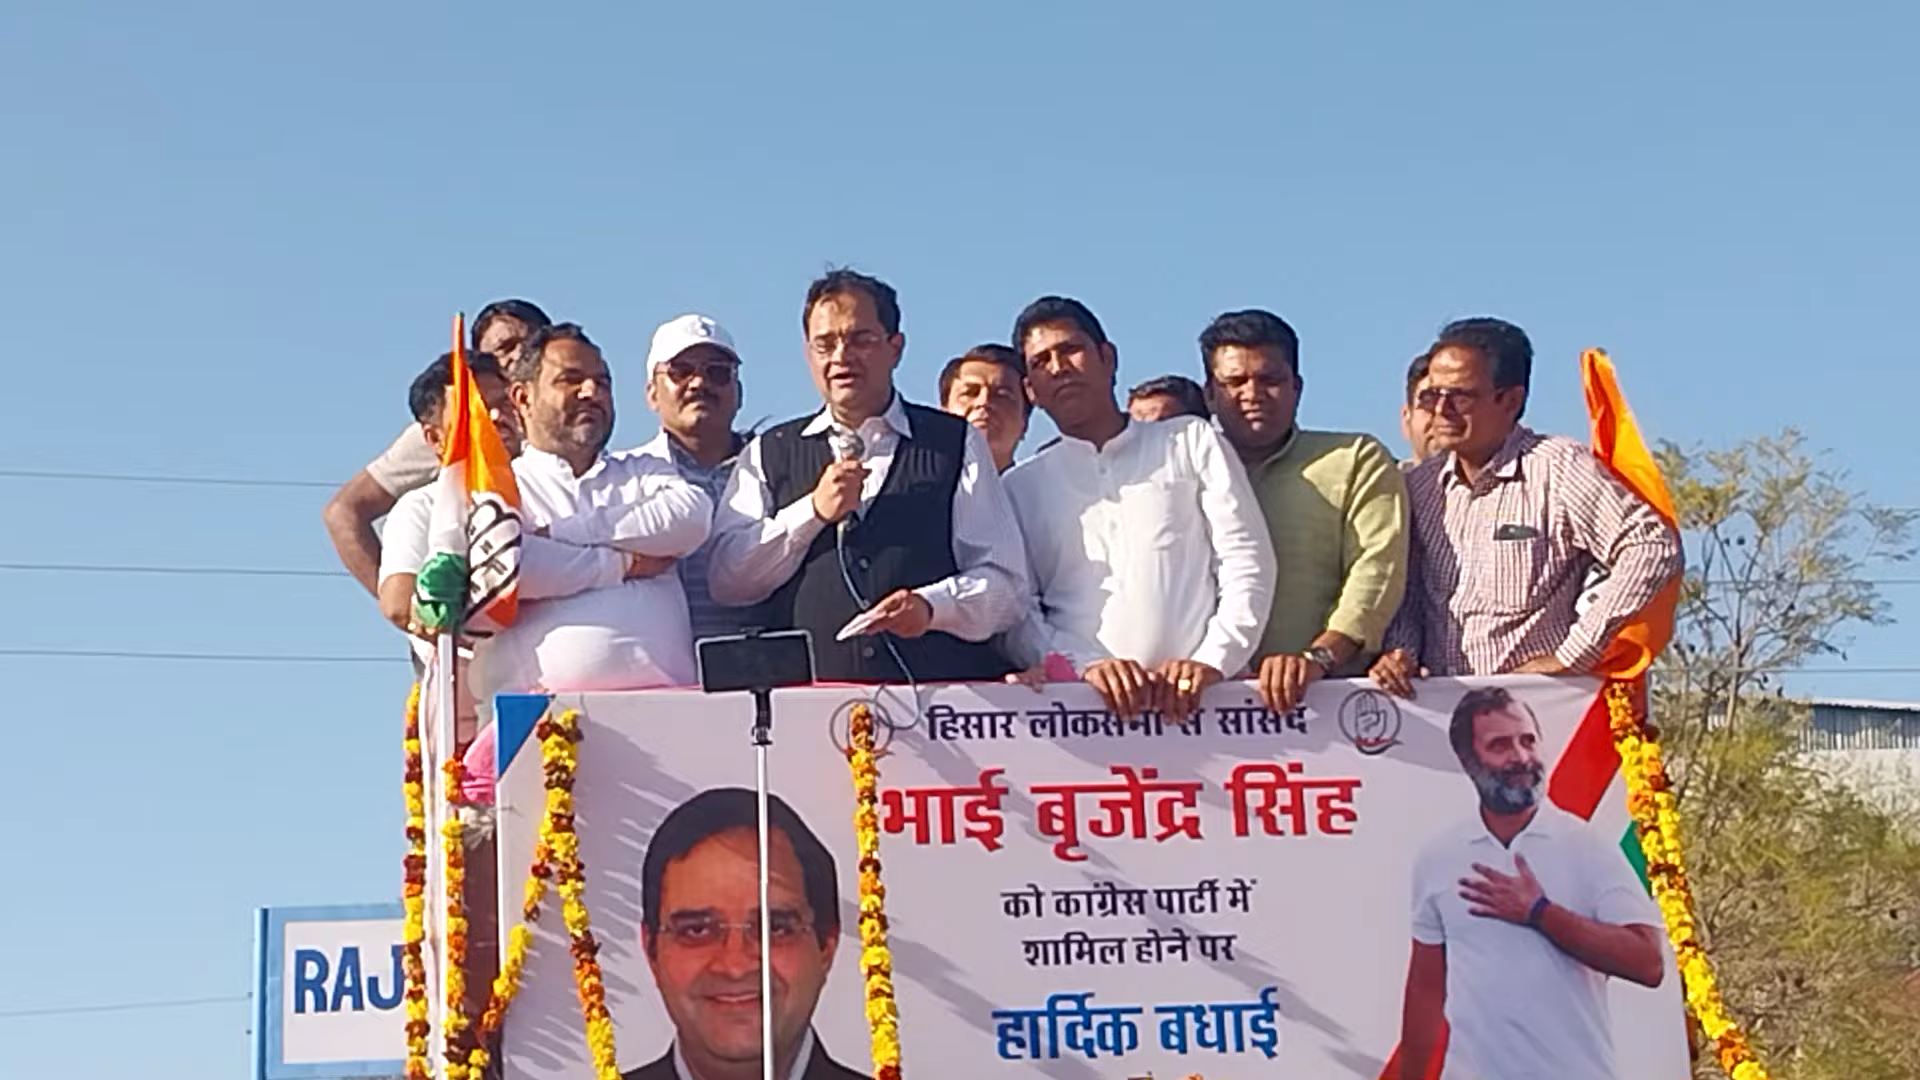 हिसार लोकसभा से सांसद
भाई बृजेंद्र सिंह
को कांग्रेस पार्टी में
शामिल होने पर
हार्दिक बधाई
RAJ